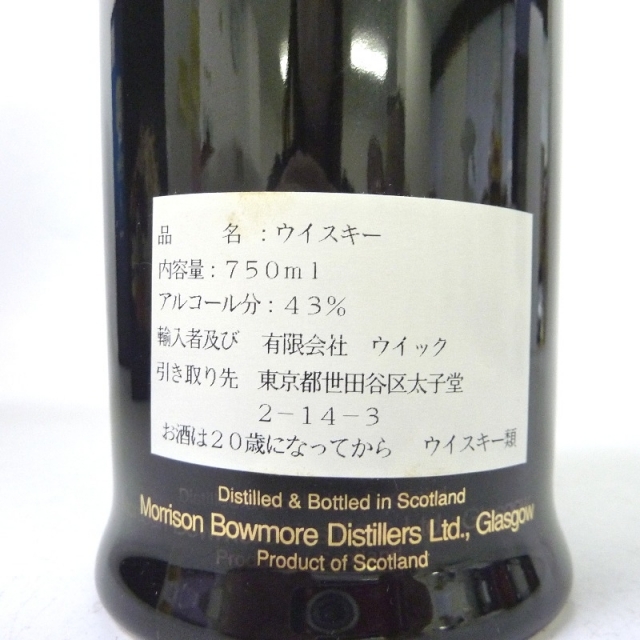 品　　名：ウイスキー
内容量：７５０ｍｌ
アルコール分：４３％
輸入者及び　有限会社　ウイック
引き取り先　東京都世田谷区太子堂
２－１４－３
お酒は２０歳になってから　ウイスキー類
Distilled & Bottled in Scotland
Morrison Bowmore Distillers Ltd., Glasgow
Product of Scotland